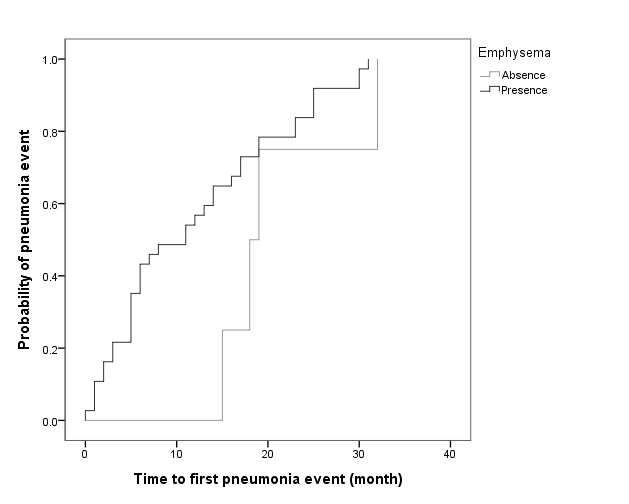 Emphysema
Absence
Presence
Probability of pneumonia event
1.0
0.8
0.6
0.4
0.2
0.0
0 10 20 30 40
Time to first pneumonia event (month)